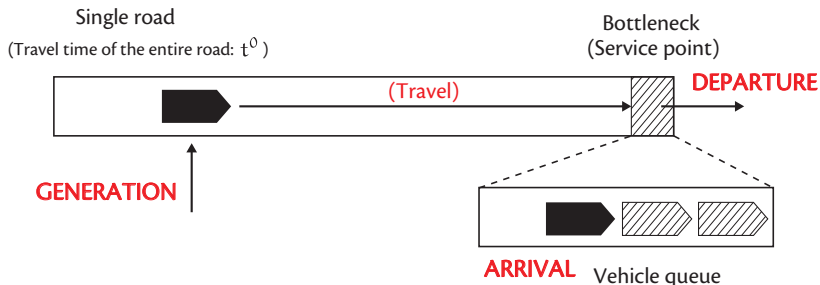 Single road
(Travel time of the entire road: t⁰ )
Bottleneck
(Service point)
DEPARTURE
(Travel)
GENERATION
ARRIVAL
Vehicle queue